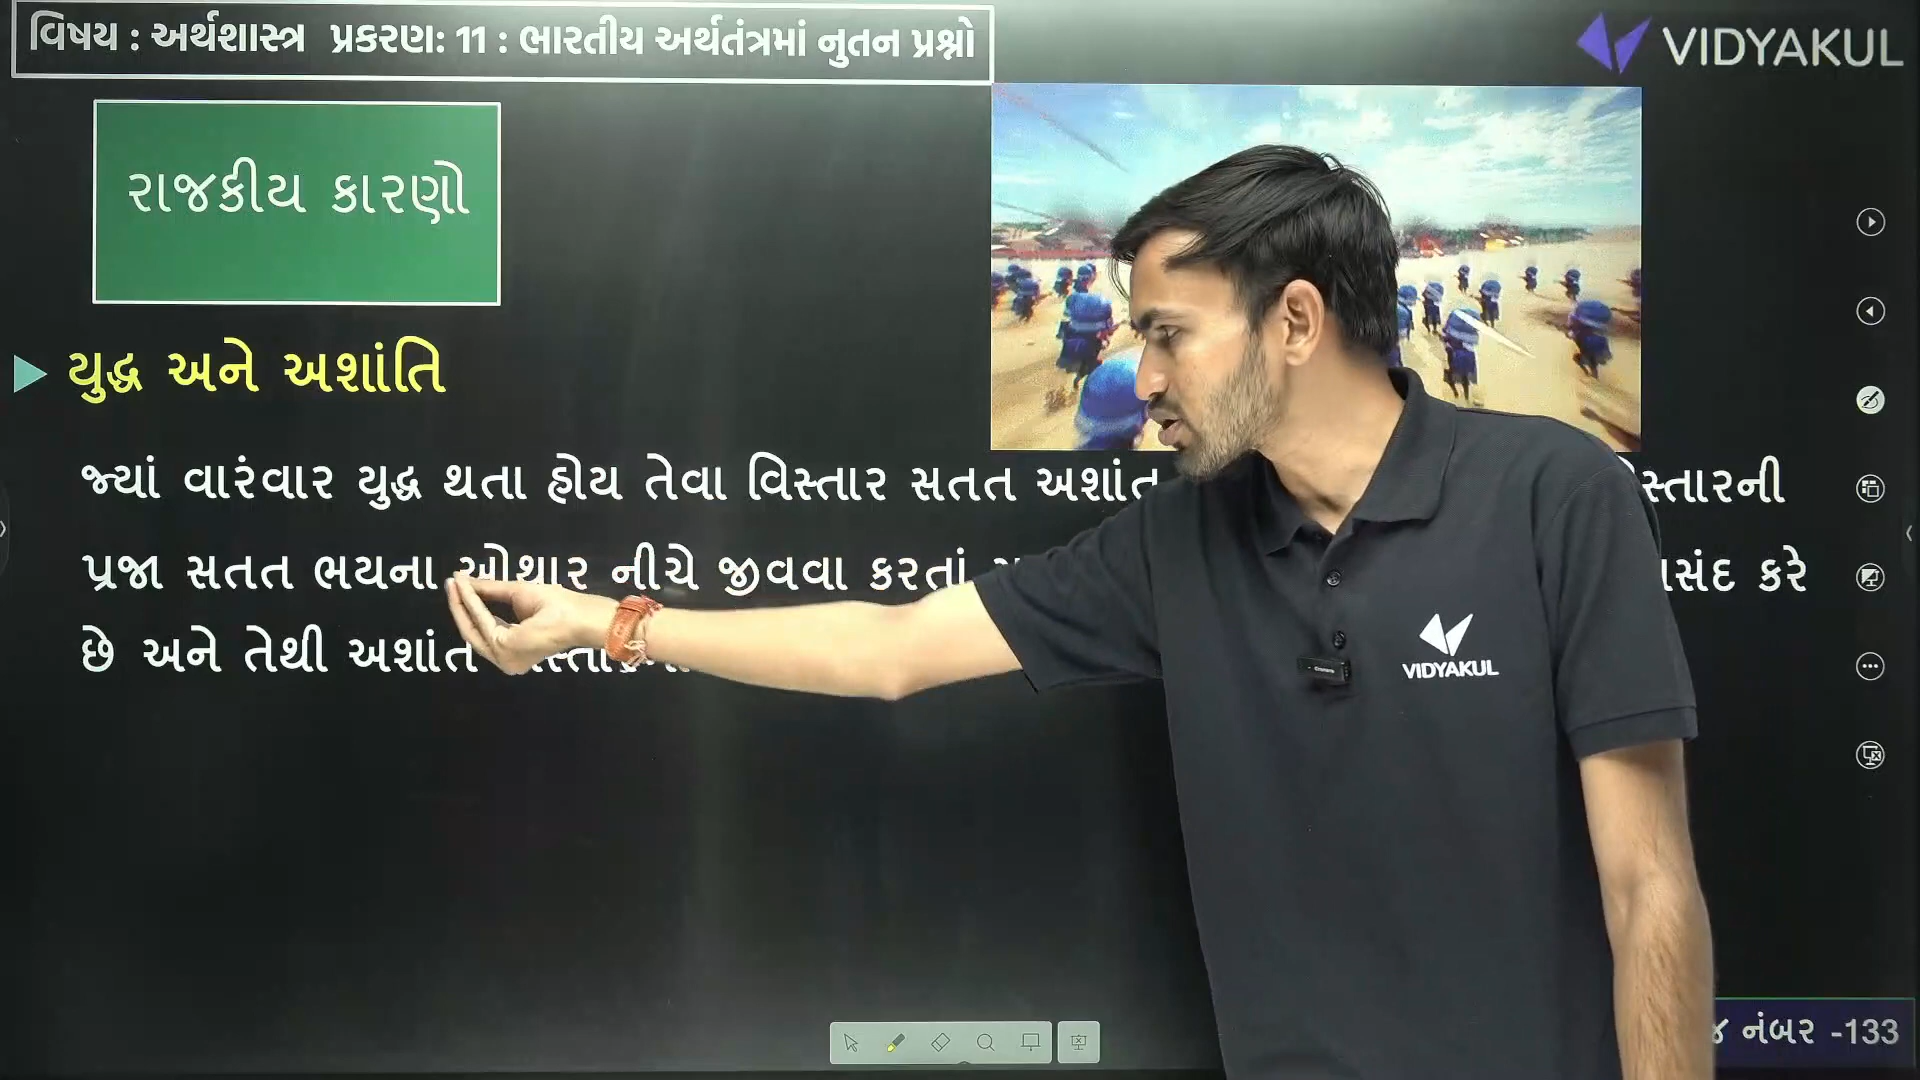 વિષય : અર્થશાસ્ત્ર પ્રકરણ: 11 : ભારતીય અર્થતંત્રમાં નુતન પ્રશ્નો
VIDYAKUL
રાજકીય કારણો
યુદ્ધ અને અશાંતિ
જ્યાં વારંવાર યુદ્ધ થતા હોય તેવા વિસ્તાર સતત અશાંત
પ્રજા સતત ભયના ઓથાર નીચે જીવવા કરતાં કરે
છે અને તેથી અશાંત
VIDYAKUL
નંબર -133